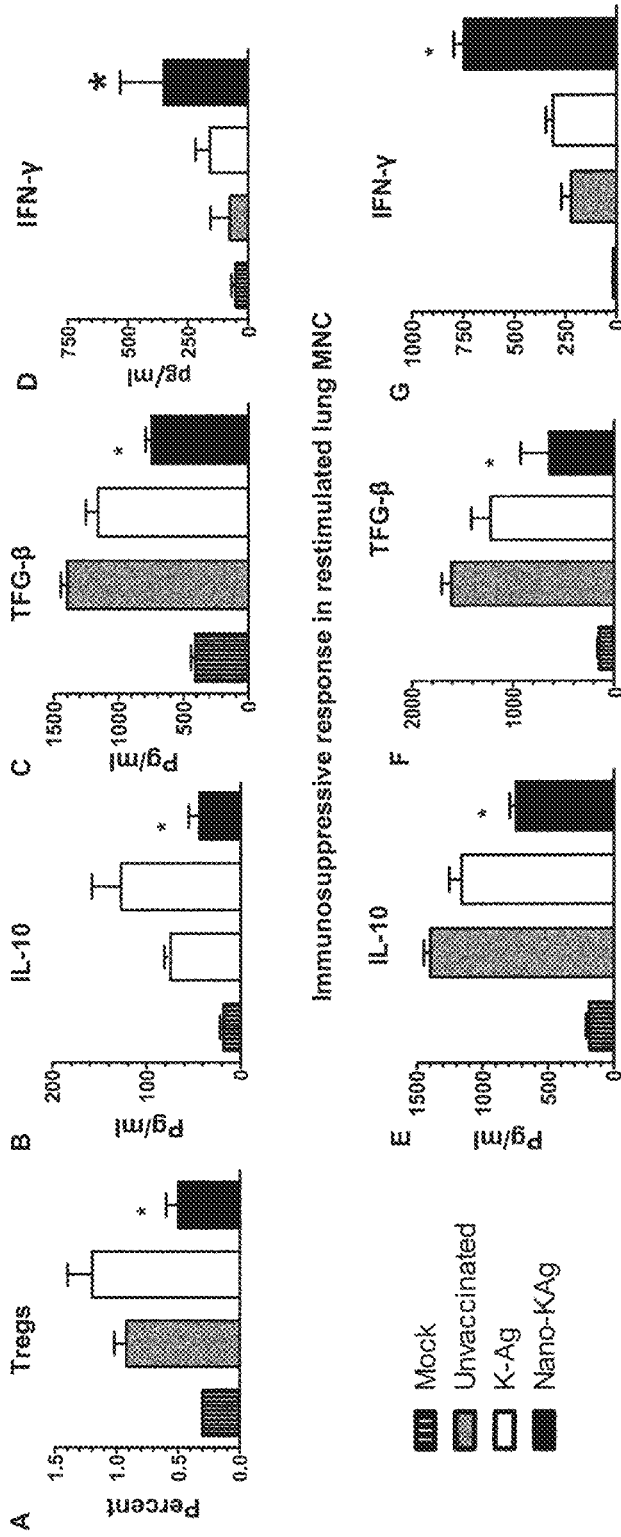 A
Tregs
Percent
1.5
1.0
0.5
0.0
*
B
IL-10
Pg/ml
200
100
0
*
C
TFG-β
Pg/ml
1500
1000
500
0
*
D
IFN-γ
pg/ml
750
500
250
0
*
Immunosuppressive response in restimulated lung MNC
Mock
Unvaccinated
K-Ag
Nano-KAg
E
IL-10
Pg/ml
1500
1000
500
0
*
F
TFG-β
2000
1000
0
*
G
IFN-γ
1000
750
500
250
0
*